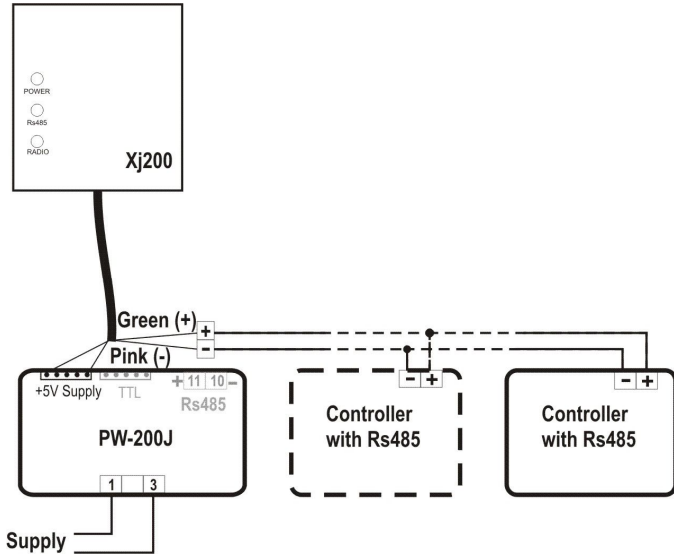 POWER
Rs485
RADIO
Xj200
Green (+)
+
-
Pink (-)
+5V Supply
TTL
+ 11 10 -
Rs485
PW-200J
1 3
Supply
- +
Controller
with Rs485
- +
Controller
with Rs485